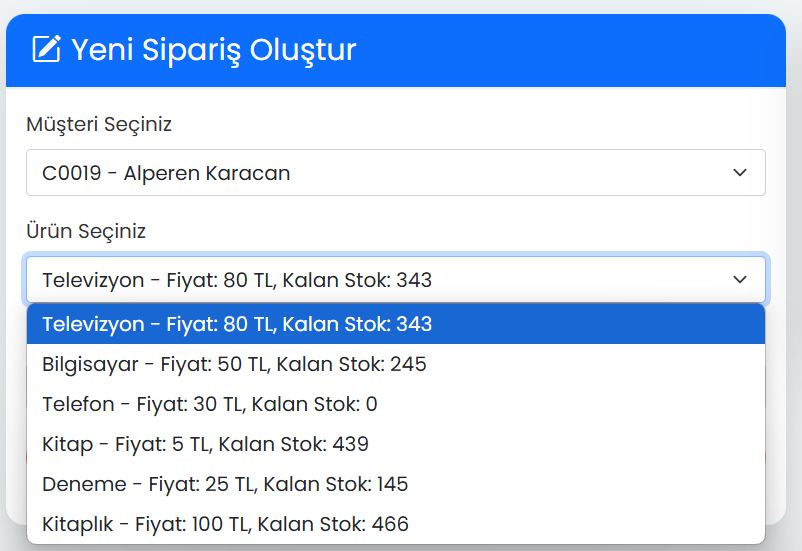 Yeni Sipariş Oluştur
Müşteri Seçiniz
C0019 - Alperen Karacan
Ürün Seçiniz
Televizyon - Fiyat: 80 TL, Kalan Stok: 343
Televizyon - Fiyat: 80 TL, Kalan Stok: 343
Bilgisayar - Fiyat: 50 TL, Kalan Stok: 245
Telefon - Fiyat: 30 TL, Kalan Stok: 0
Kitap - Fiyat: 5 TL, Kalan Stok: 439
Deneme - Fiyat: 25 TL, Kalan Stok: 145
Kitaplık - Fiyat: 100 TL, Kalan Stok: 466